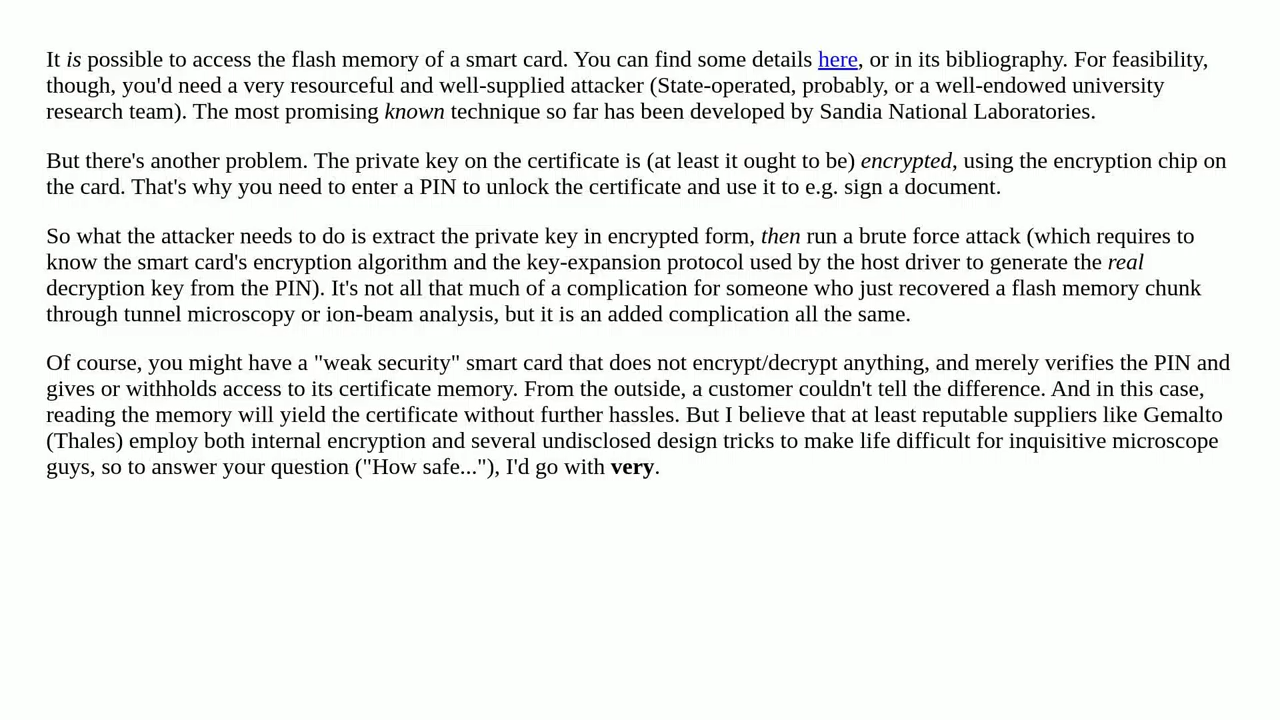 It is possible to access the flash memory of a smart card. You can find some details here, or in its bibliography. For feasibility,
though, you'd need a very resourceful and well-supplied attacker (State-operated, probably, or a well-endowed university
research team). The most promising known technique so far has been developed by Sandia National Laboratories.
But there's another problem. The private key on the certificate is (at least it ought to be) encrypted, using the encryption chip on
the card. That's why you need to enter a PIN to unlock the certificate and use it to e.g. sign a document.
So what the attacker needs to do is extract the private key in encrypted form, then run a brute force attack (which requires to
know the smart card's encryption algorithm and the key-expansion protocol used by the host driver to generate the real
decryption key from the PIN). It's not all that much of a complication for someone who just recovered a flash memory chunk
through tunnel microscopy or ion-beam analysis, but it is an added complication all the same.
Of course, you might have a "weak security" smart card that does not encrypt/decrypt anything, and merely verifies the PIN and
gives or withholds access to its certificate memory. From the outside, a customer couldn't tell the difference. And in this case,
reading the memory will yield the certificate without further hassles. But I believe that at least reputable suppliers like Gemalto
(Thales) employ both internal encryption and several undisclosed design tricks to make life difficult for inquisitive microscope
guys, so to answer your question ("How safe..."), I'd go with very.